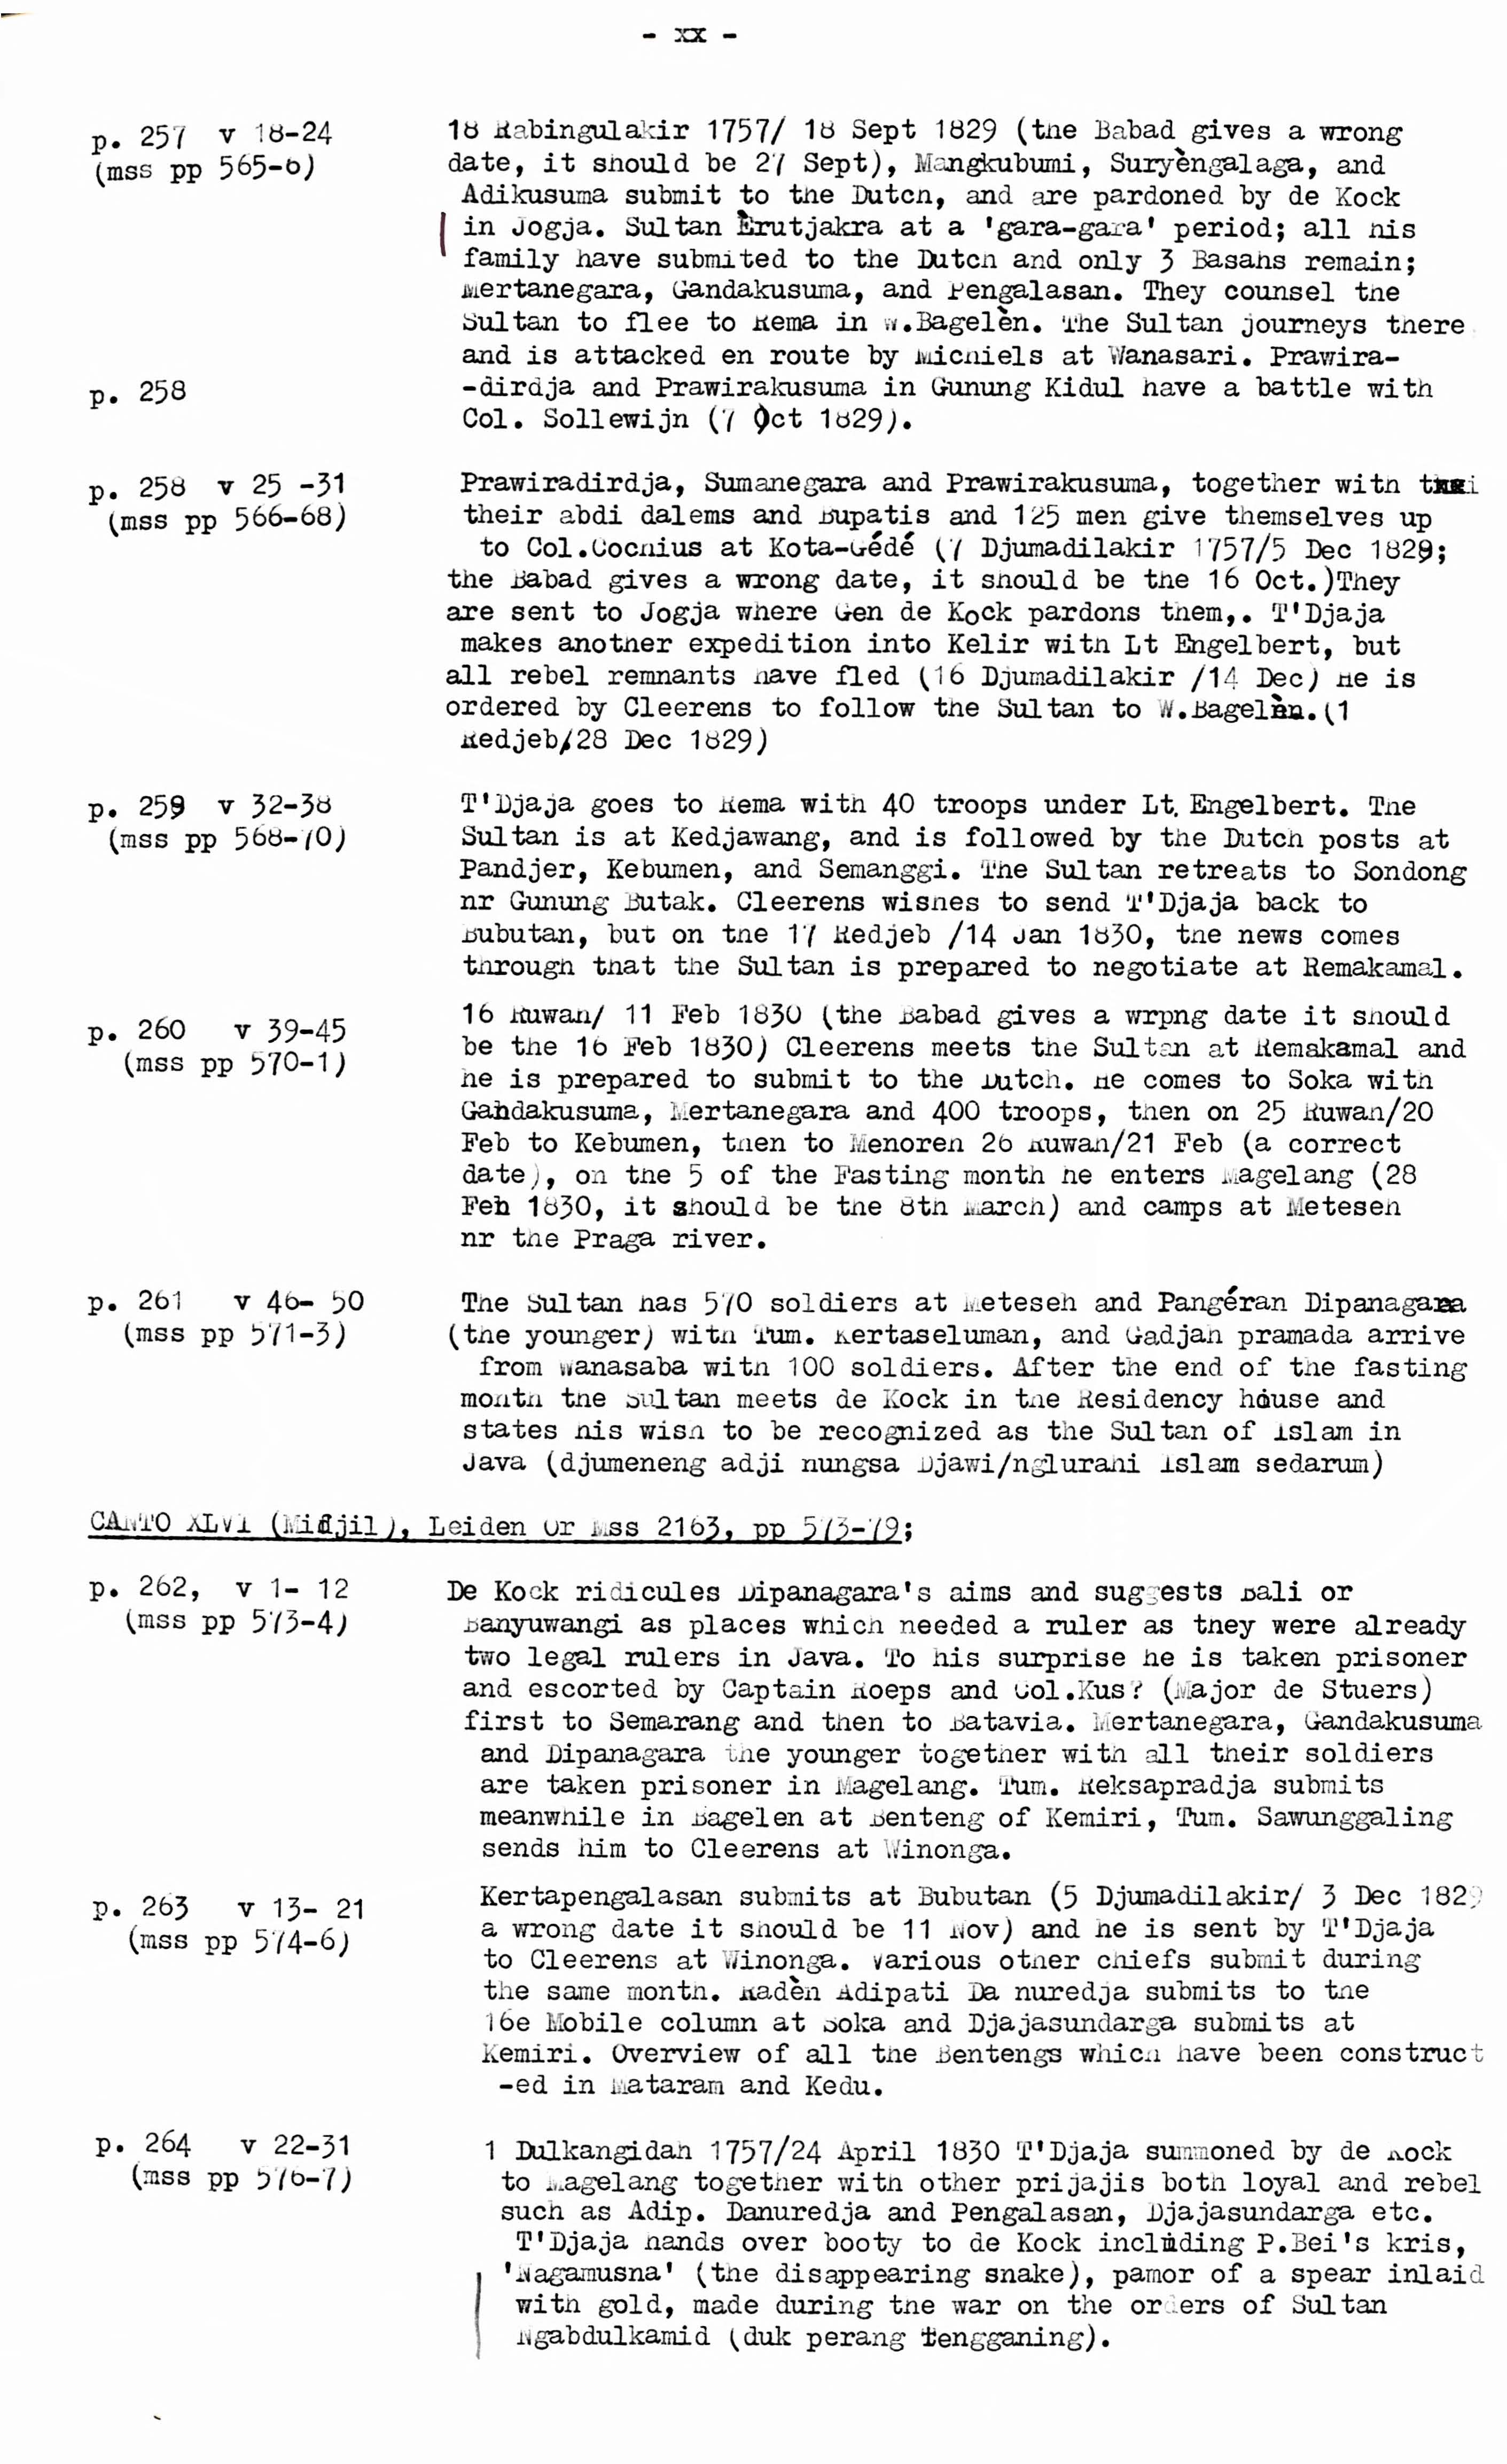 - xx -
p. 257 v 18-24
(mss pp 565-6)
18 Rabingulakir 1757/ 18 Sept 1829 (the Babad gives a wrong
date, it should be 27 Sept), Mangkubumi, Suryèngalaga, and
Adikusuma submit to the Dutch, and are pardoned by de Kock
in Jogja. Sultan Èrutjakra at a 'gara-gara' period; all his
family have submited to the Dutch and only 3 Basahs remain;
Mertanegara, Gandakusuma, and Pengalasan. They counsel the
Sultan to flee to Rema in W.Bagelèn. The Sultan journeys there
and is attacked en route by Michiels at Wanasari. Prawira-
p. 258
-dirdja and Prawirakusuma in Gunung Kidul have a battle with
Col. Sollewijn (7 Oct 1829).
p. 258 v 25 -31
(mss pp 566-68)
Prawiradirdja, Sumanegara and Prawirakusuma, together with
their abdi dalems and Bupatis and 125 men give themselves up
to Col.Cochius at Kota-Gédé (7 Djumadilakir 1757/5 Dec 1829;
the Babad gives a wrong date, it should be the 16 Oct.)They
are sent to Jogja where Gen de Kock pardons them,. T'Djaja
makes another expedition into Kelir with Lt Engelbert, but
all rebel remnants have fled (16 Djumadilakir /14 Dec) He is
ordered by Cleerens to follow the Sultan to W.Bagelèn.(1
Redjeb/28 Dec 1829)
p. 259 v 32-38
(mss pp 568-70)
T'Djaja goes to Rema with 40 troops under Lt. Engelbert. The
Sultan is at Kedjawang, and is followed by the Dutch posts at
Pandjer, Kebumen, and Semanggi. The Sultan retreats to Sondong
nr Gunung Butak. Cleerens wishes to send T'Djaja back to
Bubutan, but on the 17 Redjeb /14 Jan 1830, the news comes
through that the Sultan is prepared to negotiate at Remakamal.
p. 260 v 39-45
(mss pp 570-1)
16 Ruwan/ 11 Feb 1830 (the Babad gives a wrpng date it should
be the 16 Feb 1830) Cleerens meets the Sultan at Remakamal and
he is prepared to submit to the Dutch. He comes to Soka with
Gandakusuma, Mertanegara and 400 troops, then on 25 Ruwan/20
Feb to Kebumen, then to Menoren 26 Ruwan/21 Feb (a correct
date), on the 5 of the Fasting month he enters Magelang (28
Feb 1830, it should be the 8th March) and camps at Meteseh
nr the Praga river.
p. 261 v 46- 50
(mss pp 571-3)
The Sultan has 570 soldiers at Meteseh and Pangéran Dipanagara
(the younger) with Tum. Kertaseluman, and Gadjah pramada arrive
from Wanasaba with 100 soldiers. After the end of the fasting
month the Sultan meets de Kock in the Residency house and
states his wish to be recognized as the Sultan of Islam in
Java (djumeneng adji nungsa Djawi/nglurahi Islam sedarum)
CANTO XLVI (Midjil), Leiden Or Mss 2163, pp 573-79;
p. 262, v 1- 12
(mss pp 573-4)
De Kock ridicules Dipanagara's aims and suggests Bali or
Banyuwangi as places which needed a ruler as they were already
two legal rulers in Java. To his surprise he is taken prisoner
and escorted by Captain Roeps and Col.Kus? (Major de Stuers)
first to Semarang and then to Batavia. Mertanegara, Gandakusuma
and Dipanagara the younger together with all their soldiers
are taken prisoner in Magelang. Tum. Reksapradja submits
meanwhile in Bagelen at Benteng of Kemiri, Tum. Sawunggaling
sends him to Cleerens at Winonga.
p. 263 v 13- 21
(mss pp 574-6)
Kertapengalasan submits at Bubutan (5 Djumadilakir/ 3 Dec 1829
a wrong date it should be 11 Nov) and he is sent by T'Djaja
to Cleerens at Winonga. Various other chiefs submit during
the same month. Radèn Adipati Da nuredja submits to the
16e Mobile column at Soka and Djajasundarga submits at
Kemiri. Overview of all the Bentengs which have been construct
-ed in Mataram and Kedu.
p. 264 v 22-31
(mss pp 576-7)
1 Dulkangidah 1757/24 April 1830 T'Djaja summoned by de Kock
to Magelang together with other prijajis both loyal and rebel
such as Adip. Danuredja and Pengalasan, Djajasundarga etc.
T'Djaja hands over booty to de Kock including P.Bei's kris,
'Nagamusna' (the disappearing snake), pamor of a spear inlaid
with gold, made during the war on the orders of Sultan
Ngabdulkamid (duk perang tengganing).